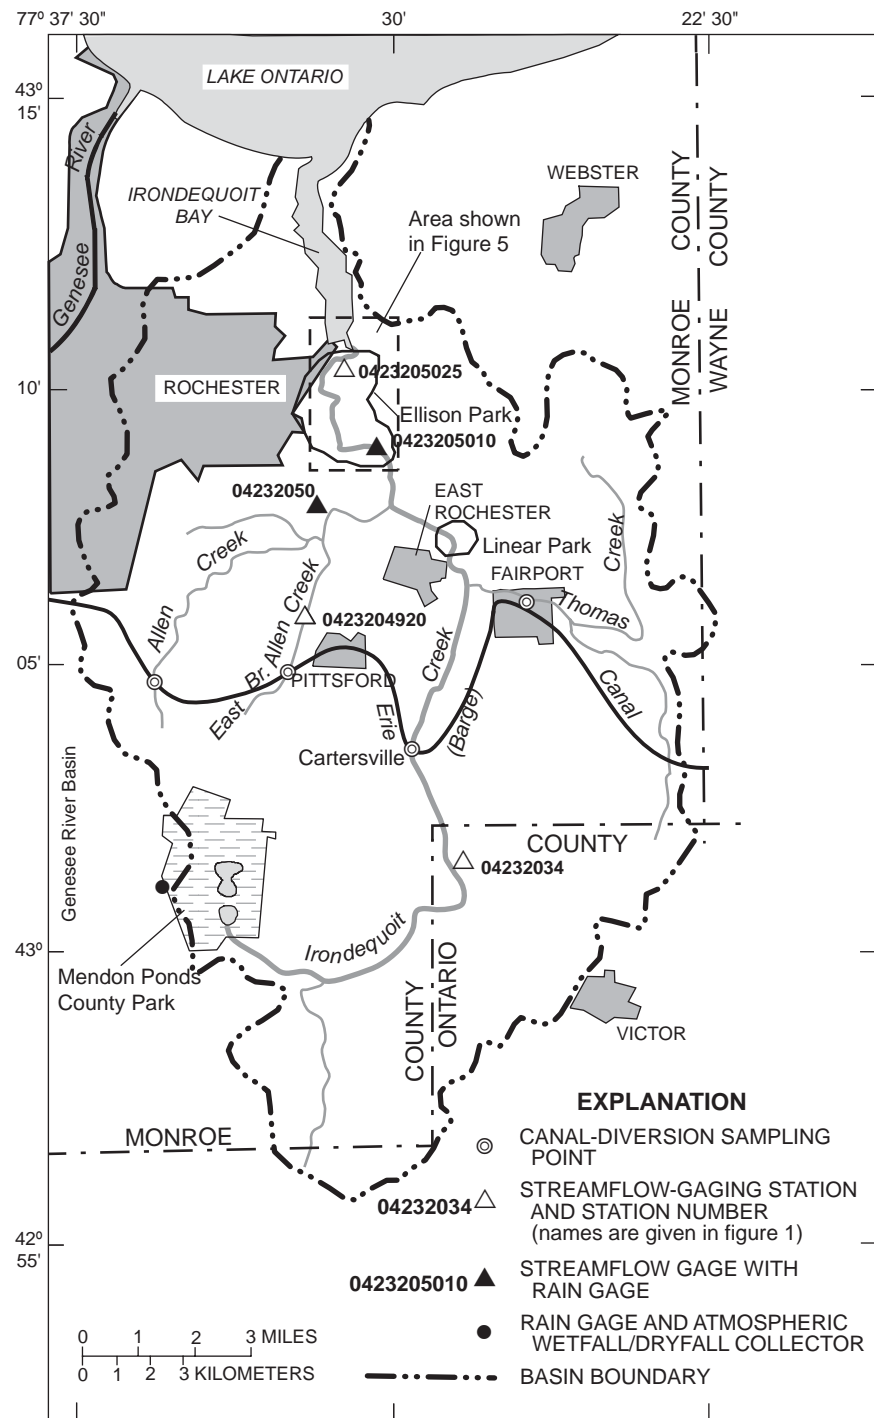 77º 37' 30"
30'
22' 30"
43º
15'
LAKE ONTARIO
River
Genesee
IRONDEQUOIT
BAY
Area shown
in Figure 5
WEBSTER
MONROE COUNTY
WAYNE COUNTY
10'
ROCHESTER
0423205025
Ellison Park
0423205010
04232050
EAST
ROCHESTER
Linear Park
FAIRPORT
Creek
Thomas
Allen
Creek
East Br. Allen Creek
0423204920
05'
PITTSFORD
Creek
Erie
(Barge)
Canal
Cartersville
COUNTY
04232034
Genesee River Basin
Irondequoit
43º
Mendon Ponds
County Park
COUNTY
ONTARIO
VICTOR
MONROE
EXPLANATION
CANAL-DIVERSION SAMPLING
POINT
04232034
STREAMFLOW-GAGING STATION
AND STATION NUMBER
(names are given in figure 1)
0423205010
STREAMFLOW GAGE WITH
RAIN GAGE
RAIN GAGE AND ATMOSPHERIC
WETFALL/DRYFALL COLLECTOR
BASIN BOUNDARY
42º
55'
0 1 2 3 MILES
0 1 2 3 KILOMETERS